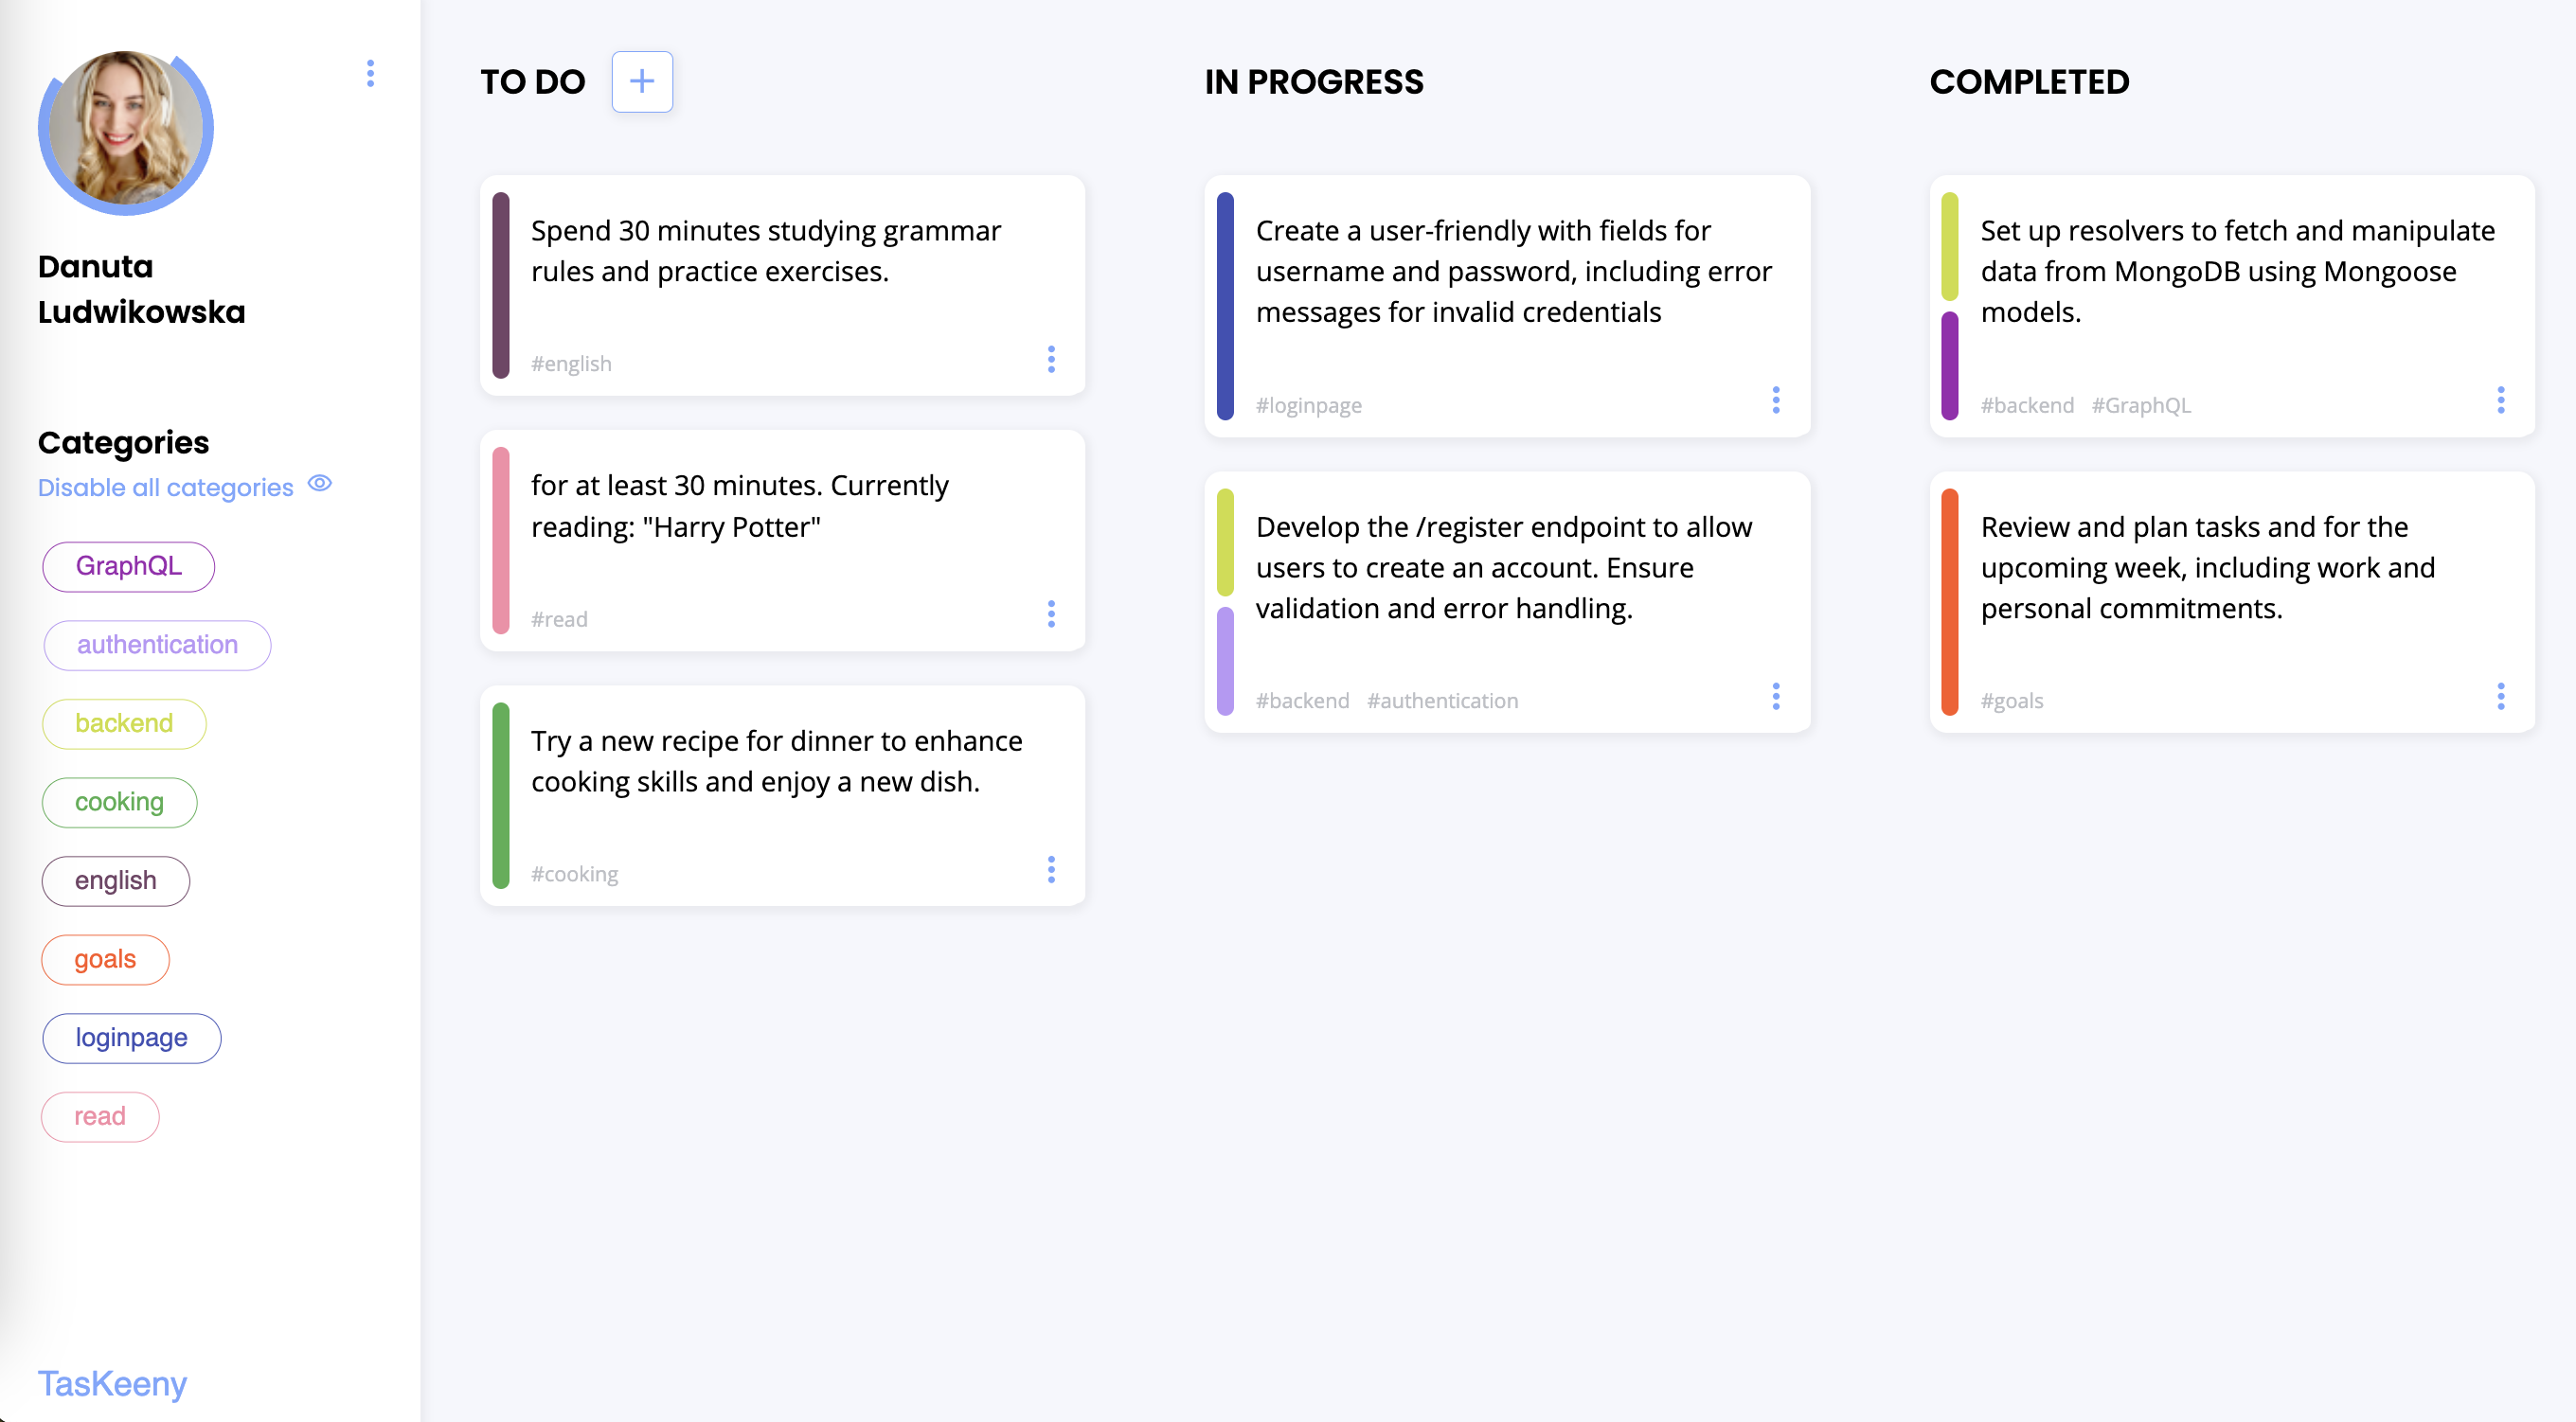 Danuta
Ludwikowska
Categories
Disable all categories
GraphQL
authentication
backend
cooking
english
goals
loginpage
read
TasKeeny
TO DO
+
Spend 30 minutes studying grammar
rules and practice exercises.
#english
for at least 30 minutes. Currently
reading: "Harry Potter"
#read
Try a new recipe for dinner to enhance
cooking skills and enjoy a new dish.
#cooking
IN PROGRESS
Create a user-friendly with fields for
username and password, including error
messages for invalid credentials
#loginpage
Develop the /register endpoint to allow
users to create an account. Ensure
validation and error handling.
#backend #authentication
COMPLETED
Set up resolvers to fetch and manipulate
data from MongoDB using Mongoose
models.
#backend #GraphQL
Review and plan tasks and for the
upcoming week, including work and
personal commitments.
#goals